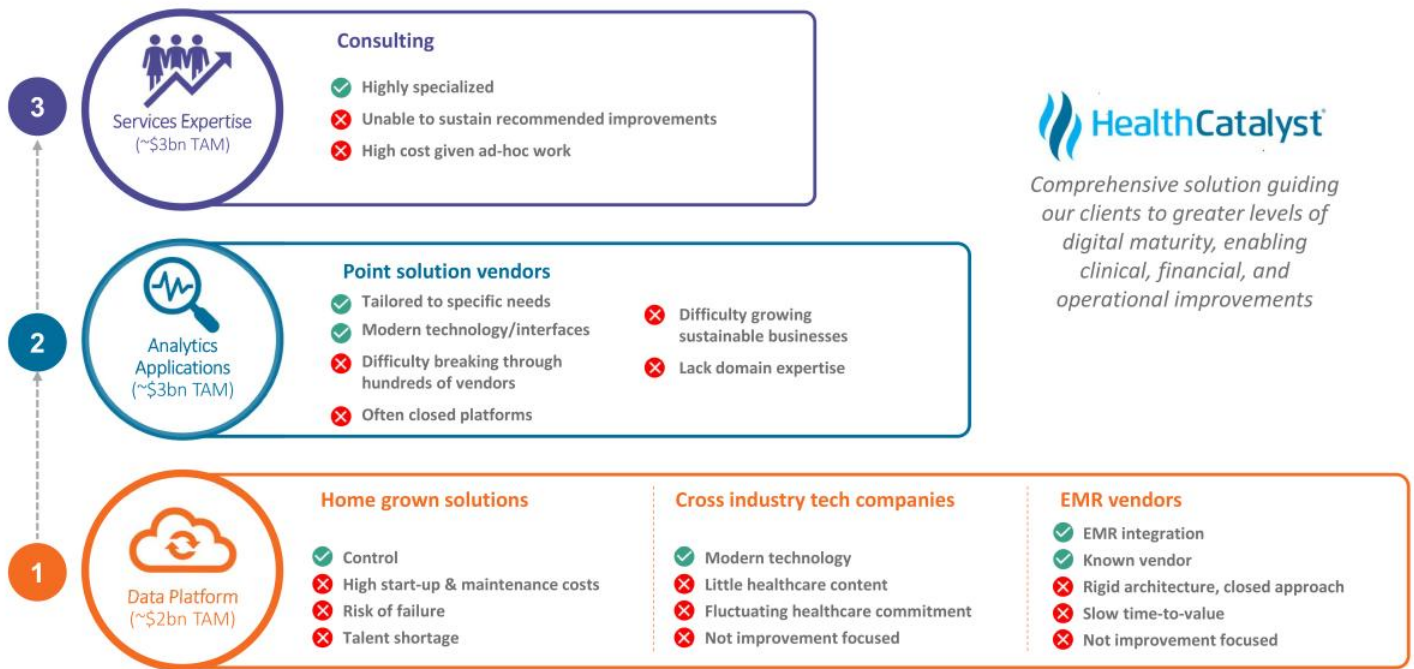 3
Services Expertise
(~$3bn TAM)
Consulting
Highly specialized
Unable to sustain recommended improvements
High cost given ad-hoc work
HealthCatalyst®
Comprehensive solution guiding
our clients to greater levels of
digital maturity, enabling
clinical, financial, and
operational improvements
2
Analytics
Applications
(~$3bn TAM)
Point solution vendors
Tailored to specific needs
Modern technology/interfaces
Difficulty breaking through
hundreds of vendors
Often closed platforms
Difficulty growing
sustainable businesses
Lack domain expertise
1
Data Platform
(~$2bn TAM)
Home grown solutions
Control
High start-up & maintenance costs
Risk of failure
Talent shortage
Cross industry tech companies
Modern technology
Little healthcare content
Fluctuating healthcare commitment
Not improvement focused
EMR vendors
EMR integration
Known vendor
Rigid architecture, closed approach
Slow time-to-value
Not improvement focused